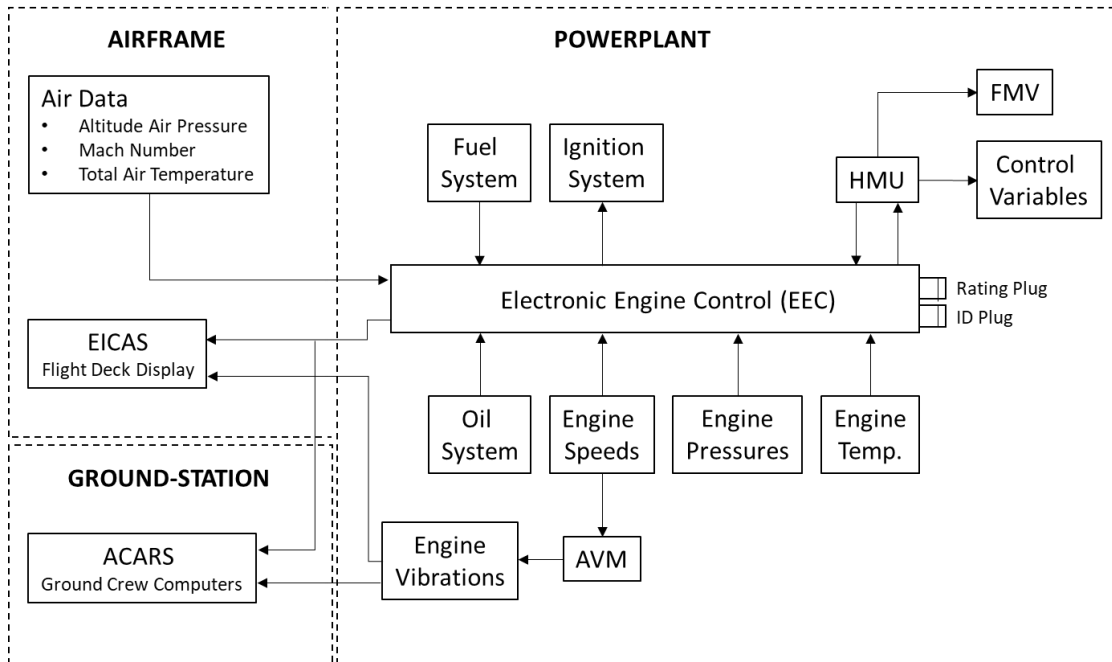 AIRFRAME
Air Data
• Altitude Air Pressure
• Mach Number
• Total Air Temperature
EICAS
Flight Deck Display
GROUND-STATION
ACARS
Ground Crew Computers
POWERPLANT
Fuel
System
Ignition
System
HMU
FMV
Control
Variables
Electronic Engine Control (EEC)
Rating Plug
ID Plug
Oil
System
Engine
Speeds
Engine
Pressures
Engine
Temp.
Engine
Vibrations
AVM